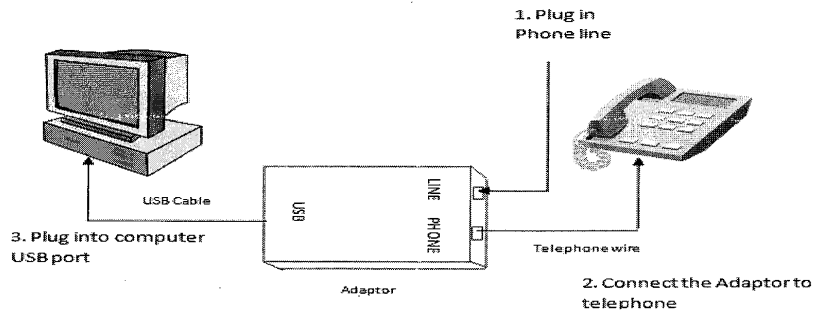 1. Plug in
Phone line
USB Cable
LINE
USB
PHONE
3. Plug into computer
USB port
Telephone wire
Adaptor
2. Connect the Adaptor to
telephone